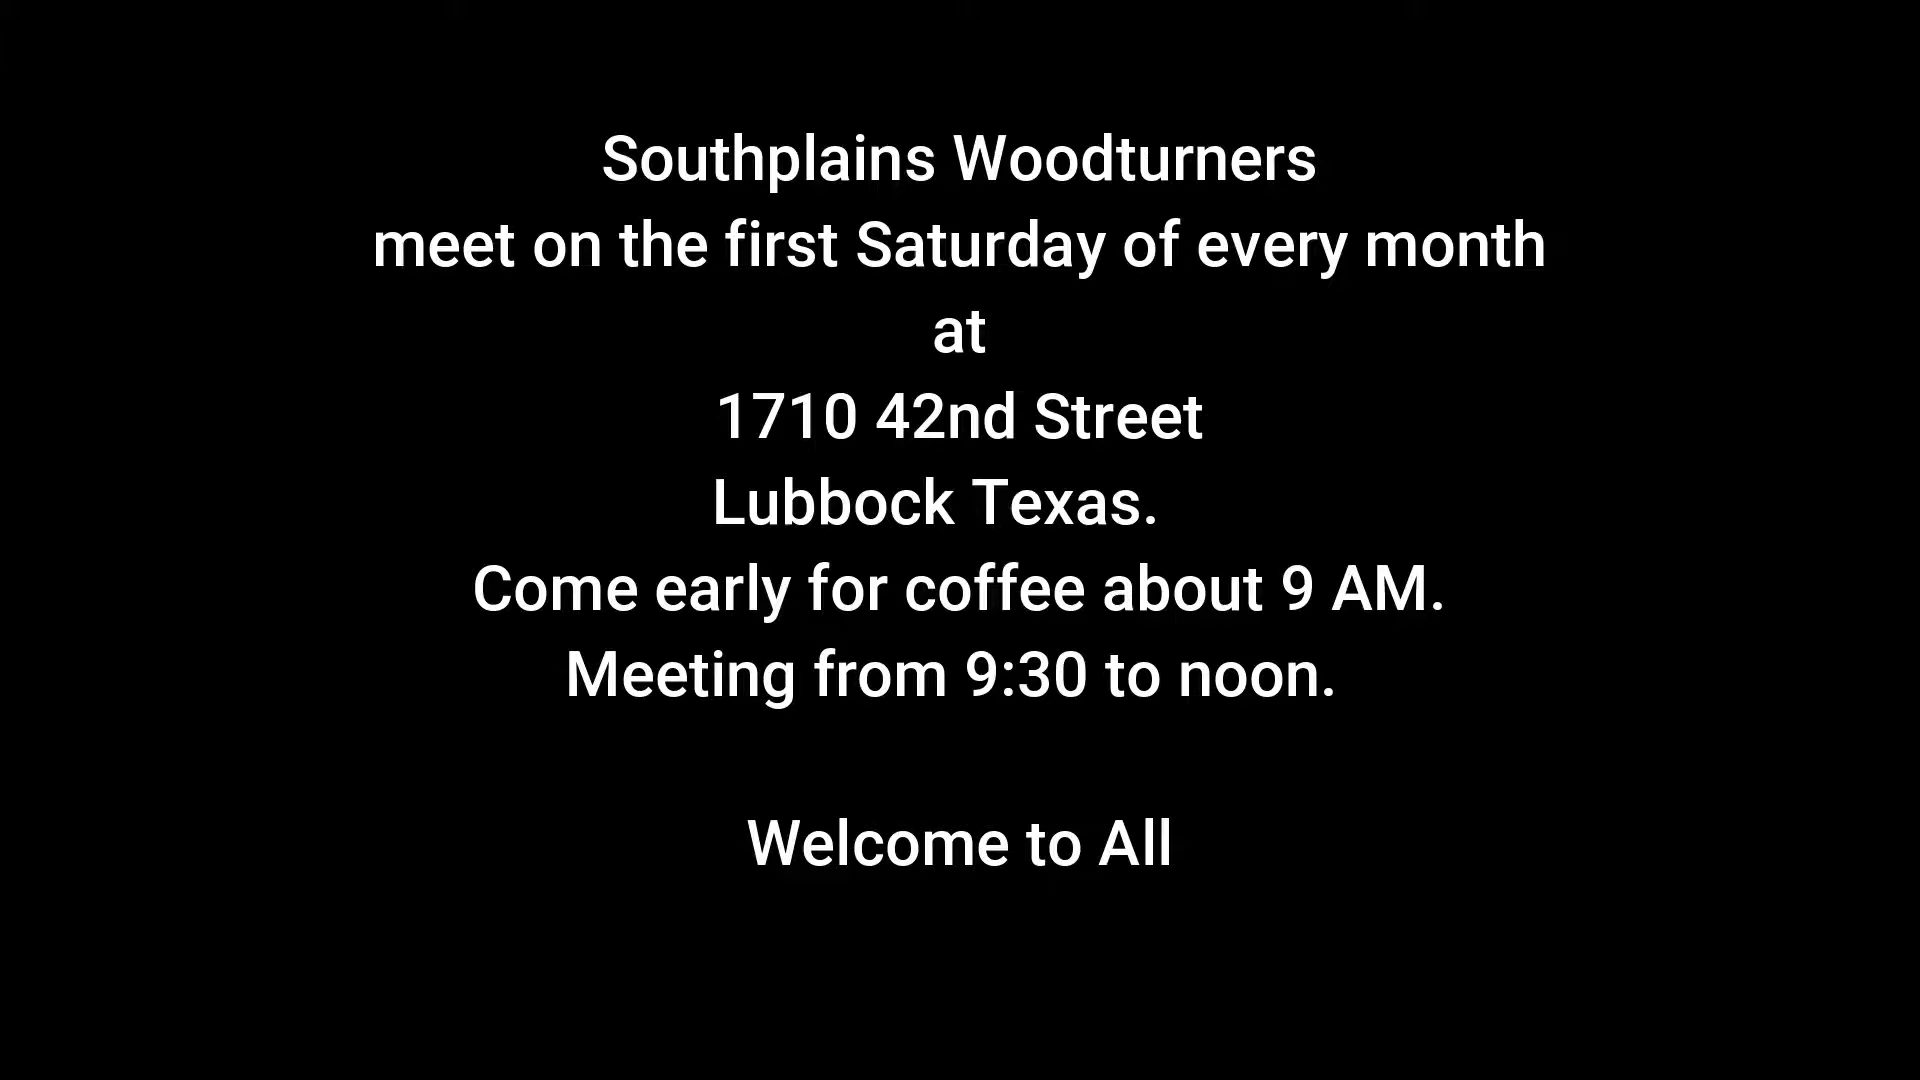 Southplains Woodturners
meet on the first Saturday of every month
at
1710 42nd Street
Lubbock Texas.
Come early for coffee about 9 AM.
Meeting from 9:30 to noon.
Welcome to All